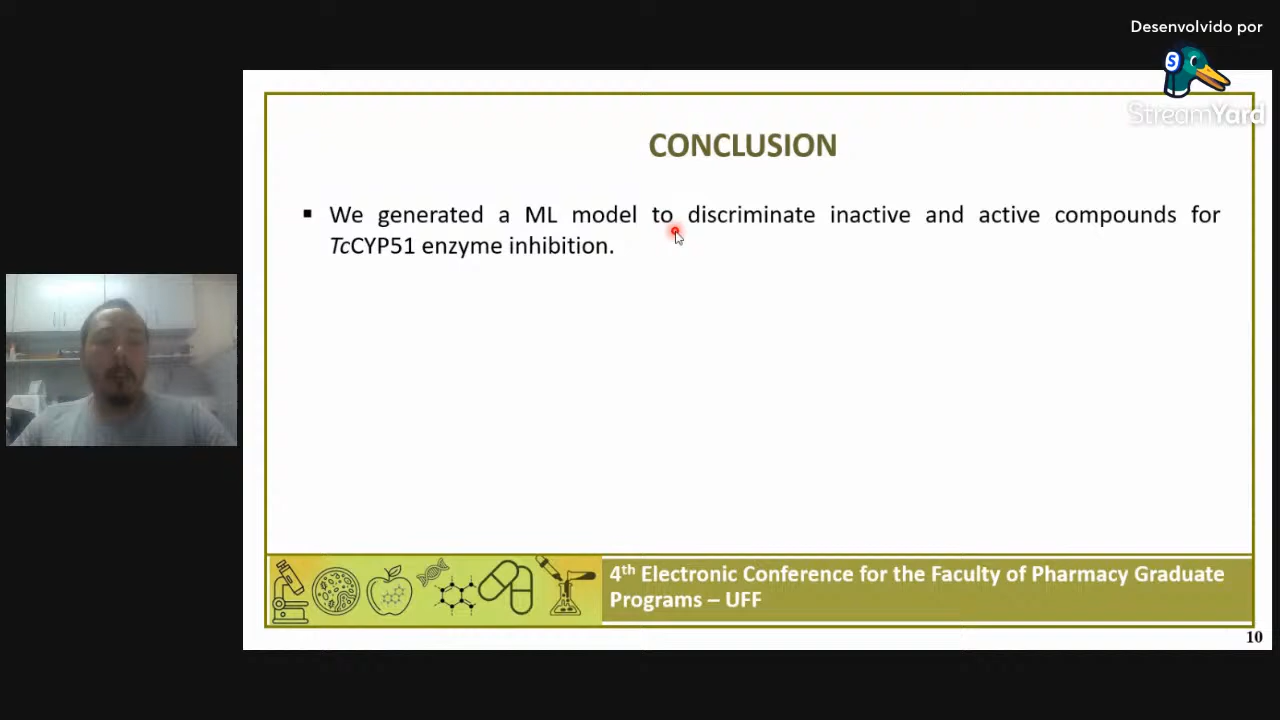 Desenvolvido por
S
StreamYard
CONCLUSION
▪ We generated a ML model to discriminate inactive and active compounds for
TcCYP51 enzyme inhibition.
4th Electronic Conference for the Faculty of Pharmacy Graduate
Programs – UFF
10